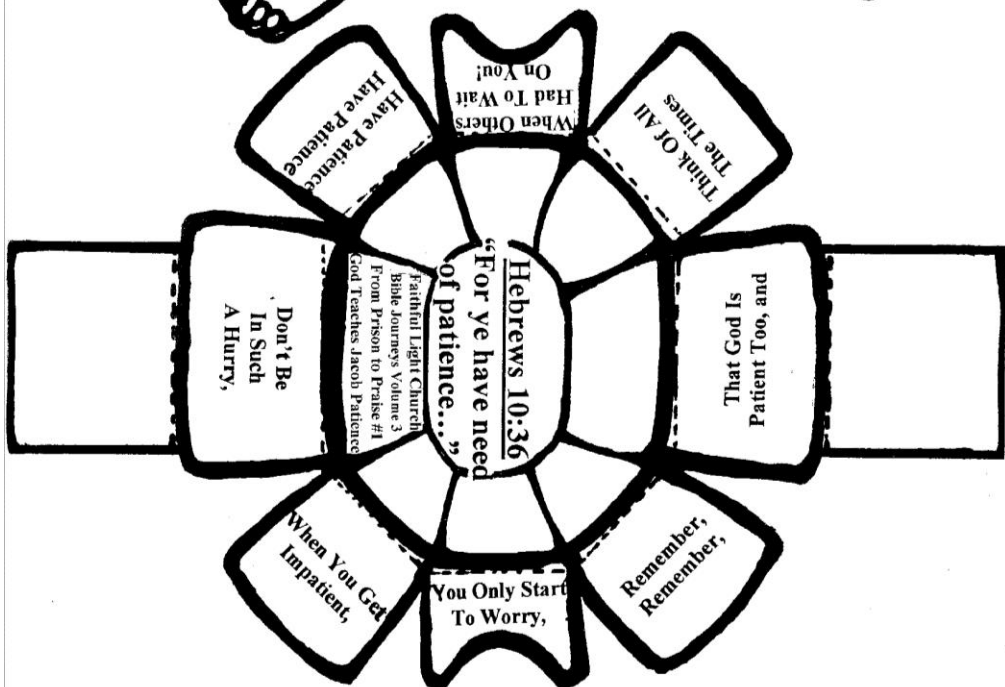 Hebrews 10:36
“For ye have need
of patience...”
Faithful Light Church
Bible Journeys Volume 3
From Prison to Praise #1
God Teaches Jacob Patience
Have Patience
Have Patience
Don't Be
In Such
A Hurry,
When You Get
Impatient,
You Only Start
To Worry,
Remember,
Remember,
That God Is
Patient Too, and
Think Of All
The Times
When Others
Had To Wait
On You!